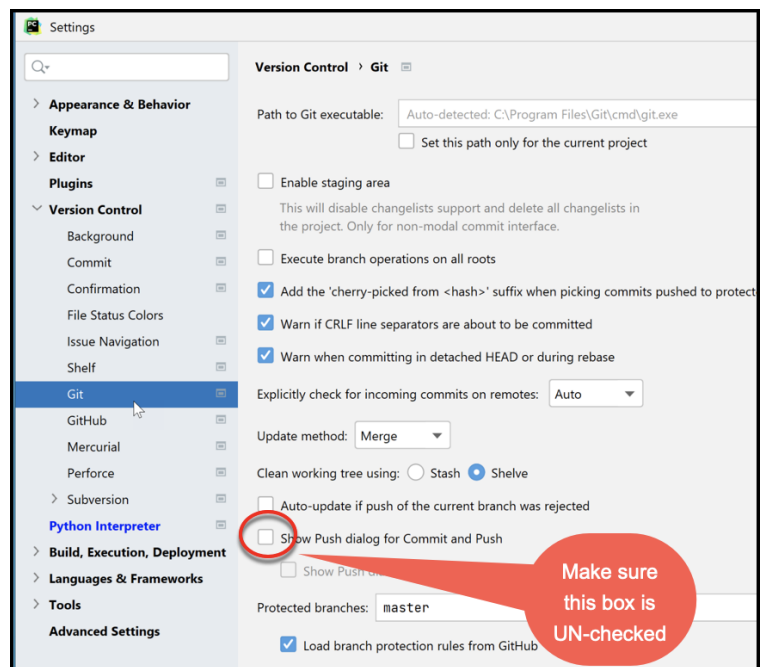 PC
Settings
Version Control › Git
Appearance & Behavior
Keymap
Editor
Plugins
Version Control
Background
Commit
Confirmation
File Status Colors
Issue Navigation
Shelf
Git
GitHub
Mercurial
Perforce
Subversion
Python Interpreter
Build, Execution, Deployment
Languages & Frameworks
Tools
Advanced Settings
Path to Git executable: Auto-detected: C:\Program Files\Git\cmd\git.exe
Set this path only for the current project
Enable staging area
This will disable changelists support and delete all changelists in
the project. Only for non-modal commit interface.
Execute branch operations on all roots
Add the 'cherry-picked from <hash>' suffix when picking commits pushed to protect
Warn if CRLF line separators are about to be committed
Warn when committing in detached HEAD or during rebase
Explicitly check for incoming commits on remotes: Auto
Update method: Merge
Clean working tree using: Stash Shelve
Auto-update if push of the current branch was rejected
Show Push dialog for Commit and Push
Show Push
Protected branches: master
Load branch protection rules from GitHub
Make sure
this box is
UN-checked